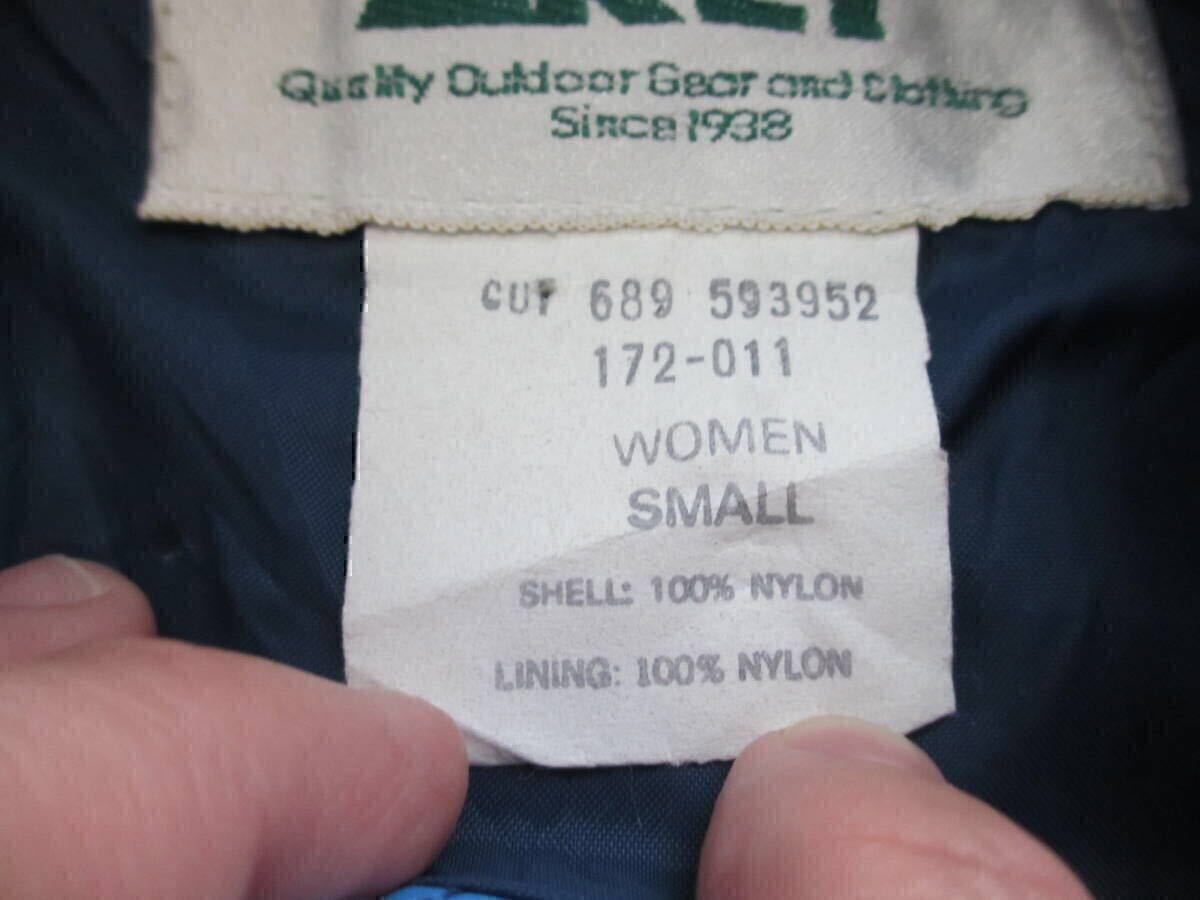 REI
Quality Outdoor Gear and Clothing
Since 1938
CUT 689 593952
172-011
WOMEN
SMALL
SHELL: 100% NYLON
LINING: 100% NYLON